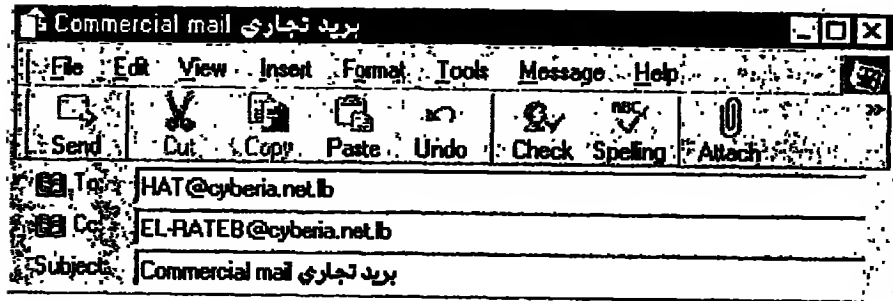 Commercial mail بريد تجاري
File Edit View Insert Format Tools Message Help
Send Cut Copy Paste Undo Check Spelling Attach »
To: HAT@cyberia.net.lb
Cc: EL-RATEB@cyberia.net.lb
Subject: Commercial mail بريد تجاري